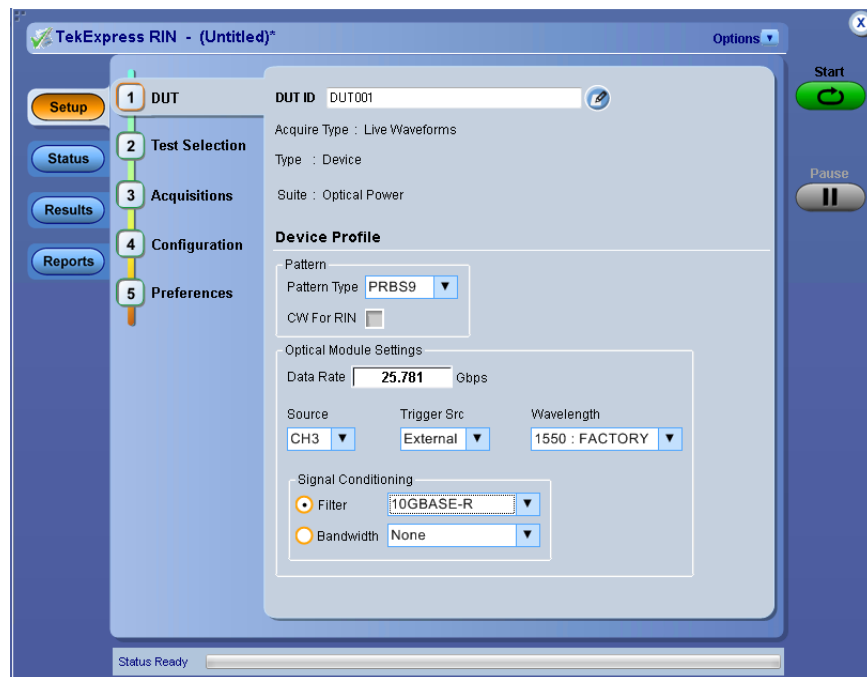 TekExpress RIN - (Untitled)*
Options
X
Start
Pause
Setup
Status
Results
Reports
1 DUT
2 Test Selection
3 Acquisitions
4 Configuration
5 Preferences
DUT ID DUT001
Acquire Type : Live Waveforms
Type : Device
Suite : Optical Power
Device Profile
Pattern
Pattern Type PRBS9
CW For RIN
Optical Module Settings
Data Rate 25.781 Gbps
Source Trigger Src Wavelength
CH3 External 1550 : FACTORY
Signal Conditioning
Filter 10GBASE-R
Bandwidth None
Status Ready